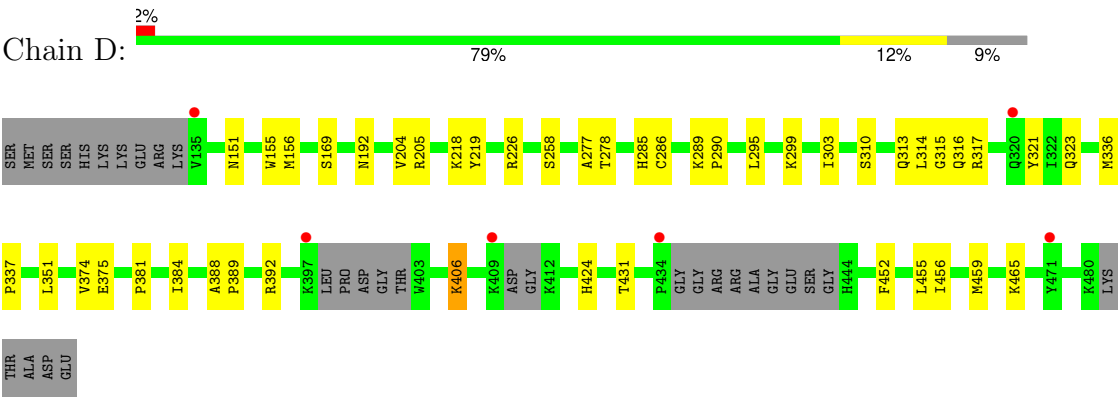 2%
Chain D:
79% 12% 9%
SER MET SER SER HIS LYS LYS GLU ARG LYS V135 N151 W155 M156 S169 N192 V204 R205 K218 Y219 R226 S258 A277 T278 H285 C286 K289 P290 L295 K299 I303 S310 Q313 L314 G315 Q316 R317 Q320 Y321 I322 Q323 M336
P337 L351 V374 E375 P381 I384 A388 P389 R392 K397 LEU PRO ASP GLY THR W403 K406 K409 ASP GLY K412 H424 T431 P434 GLY GLY ARG ARG ALA GLY GLU SER GLY H444 F452 L455 I456 M459 K465 Y471 K480 LYS
THR ALA ASP GLU